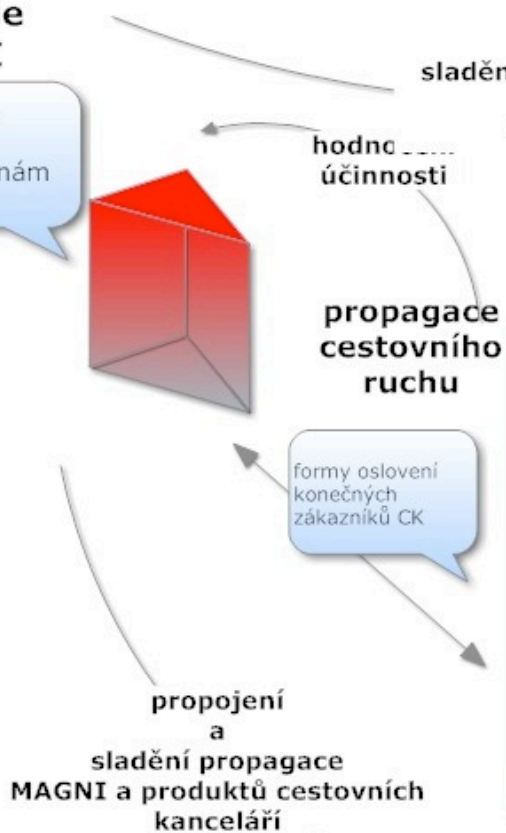 e
sladěn
nám
účinnosti
propagace
cestovního
ruchu
formy oslovení
konečných
zákazníků CK
propojení
a
sladění propagace
MAGNI a produktů cestovních
kanceláří